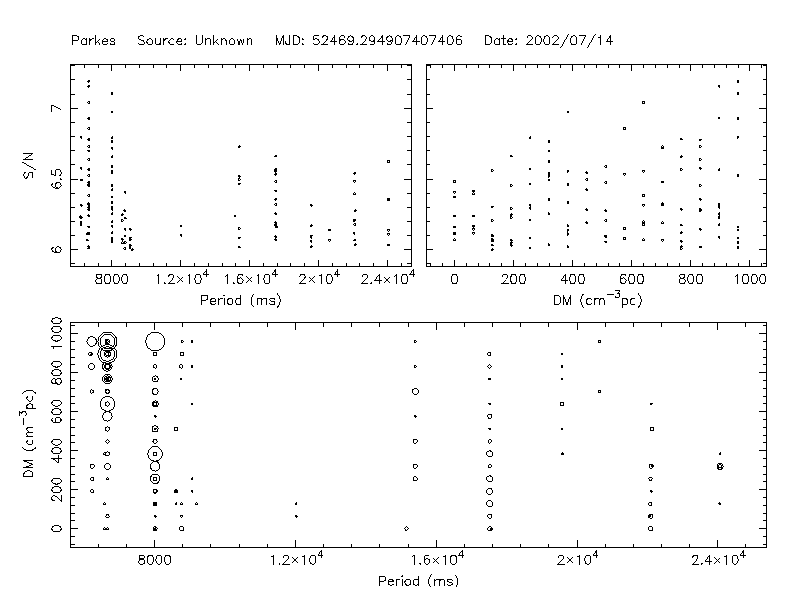 Parkes Source: Unknown MJD: 52469.294907407406 Date: 2002/07/14
S/N
7
6.5
6
8000 1.2×10⁴ 1.6×10⁴ 2×10⁴ 2.4×10⁴
Period (ms)
0 200 400 600 800 1000
DM (cm⁻³pc)
DM (cm⁻³pc)
1000
800
600
400
200
0
8000 1.2×10⁴ 1.6×10⁴ 2×10⁴ 2.4×10⁴
Period (ms)